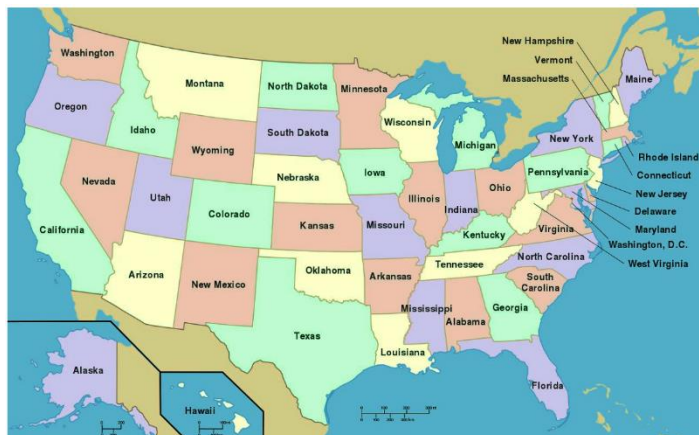 New Hampshire
Vermont
Massachusetts
Washington
Montana
North Dakota
Minnesota
Maine
Oregon
Idaho
Wisconsin
South Dakota
Michigan
New York
Wyoming
Rhode Island
Connecticut
Nebraska
Iowa
Pennsylvania
Nevada
Utah
Illinois
Indiana
Ohio
New Jersey
Delaware
Maryland
California
Colorado
Kansas
Missouri
Kentucky
Virginia
Washington, D.C.
West Virginia
Arizona
New Mexico
Oklahoma
Arkansas
Tennessee
North Carolina
South
Carolina
Mississippi
Alabama
Georgia
Texas
Louisiana
Alaska
Hawaii
Florida